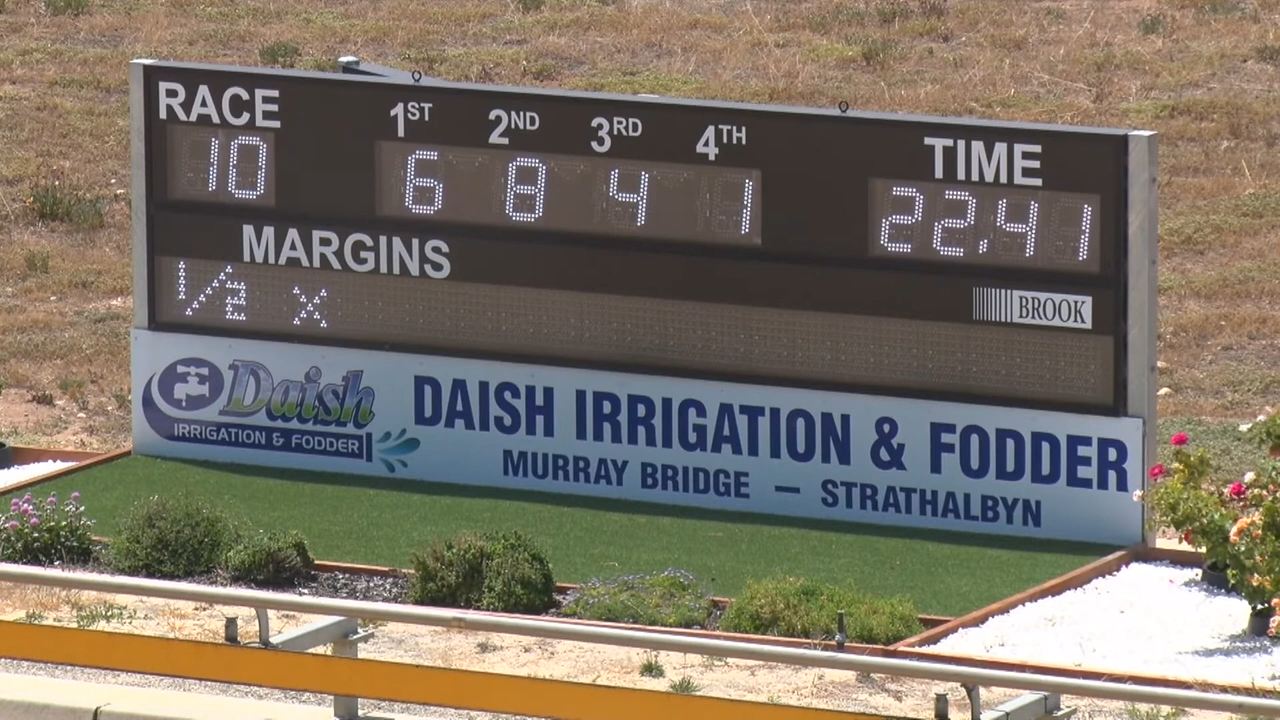 RACE 1ST 2ND 3RD 4TH TIME
10 6 8 4 1 22.41
MARGINS
1/2 X
BROOK
Daish
IRRIGATION & FODDER
DAISH IRRIGATION & FODDER
MURRAY BRIDGE — STRATHALBYN